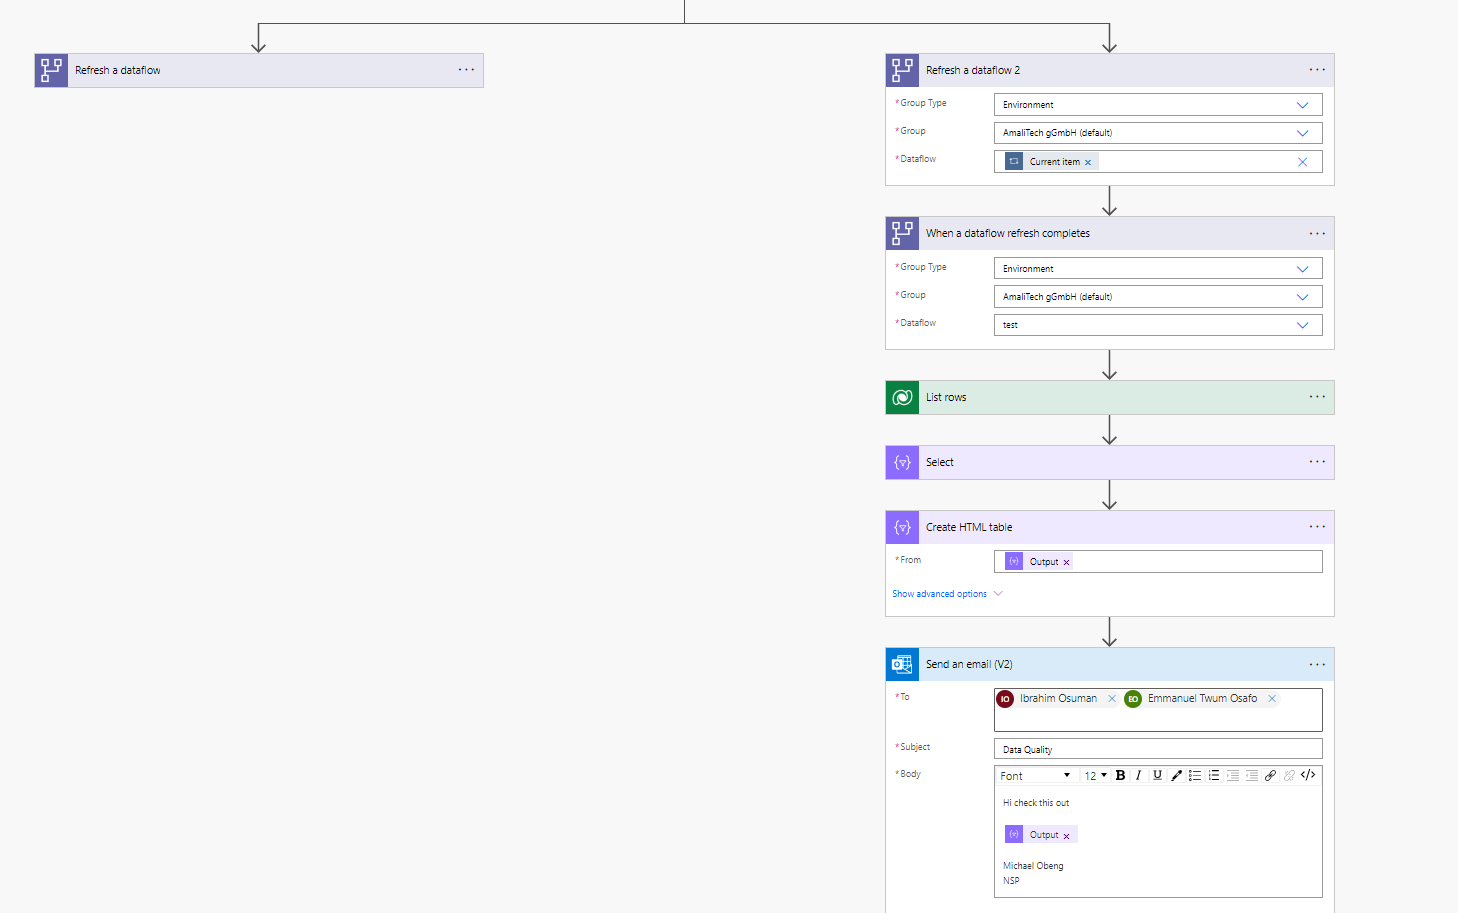 Refresh a dataflow
Refresh a dataflow 2
*Group Type
Environment
*Group
AmaliTech gGmbH (default)
*Dataflow
Current item
When a dataflow refresh completes
*Group Type
Environment
*Group
AmaliTech gGmbH (default)
*Dataflow
test
List rows
Select
Create HTML table
*From
Output
Show advanced options
Send an email (V2)
*To
IO Ibrahim Osuman EO Emmanuel Twum Osafo
*Subject
Data Quality
*Body
Font 12 B I U
Hi check this out
Output
Michael Obeng
NSP